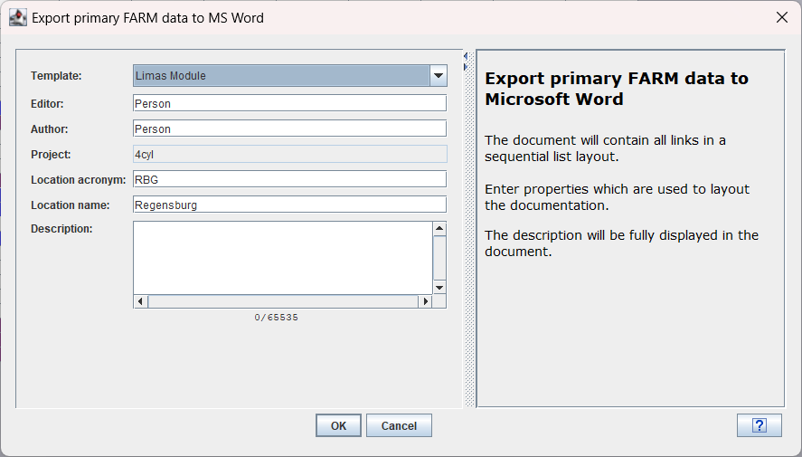 Export primary FARM data to MS Word
Template:
Limas Module
Editor:
Person
Author:
Person
Project:
4cyl
Location acronym:
RBG
Location name:
Regensburg
Description:
0/65535
OK
Cancel
Export primary FARM data to
Microsoft Word
The document will contain all links in a
sequential list layout.
Enter properties which are used to layout
the documentation.
The description will be fully displayed in the
document.
?